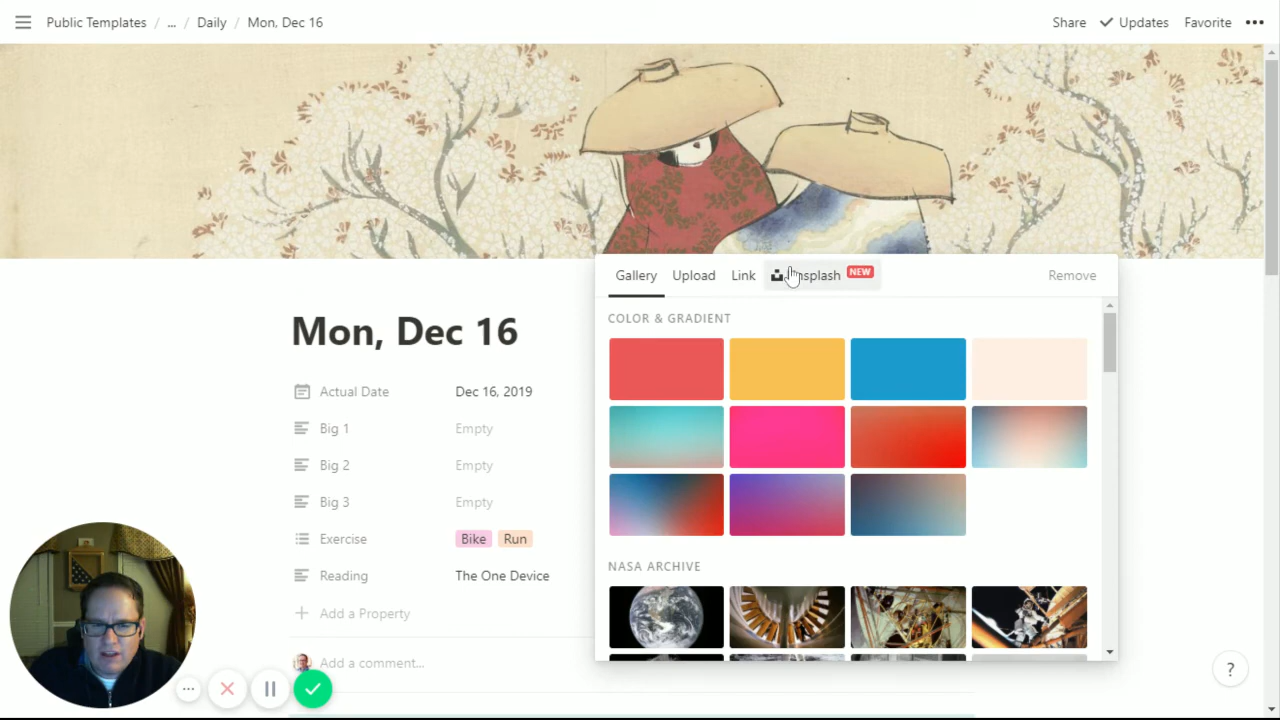 Public Templates / ... / Daily / Mon, Dec 16
Share Updates Favorite
Gallery Upload Link nsplash NEW Remove
COLOR & GRADIENT
Mon, Dec 16
Actual Date Dec 16, 2019
Big 1 Empty
Big 2 Empty
Big 3 Empty
Exercise Bike Run
NASA ARCHIVE
Reading The One Device
Add a Property
Add a comment...
?